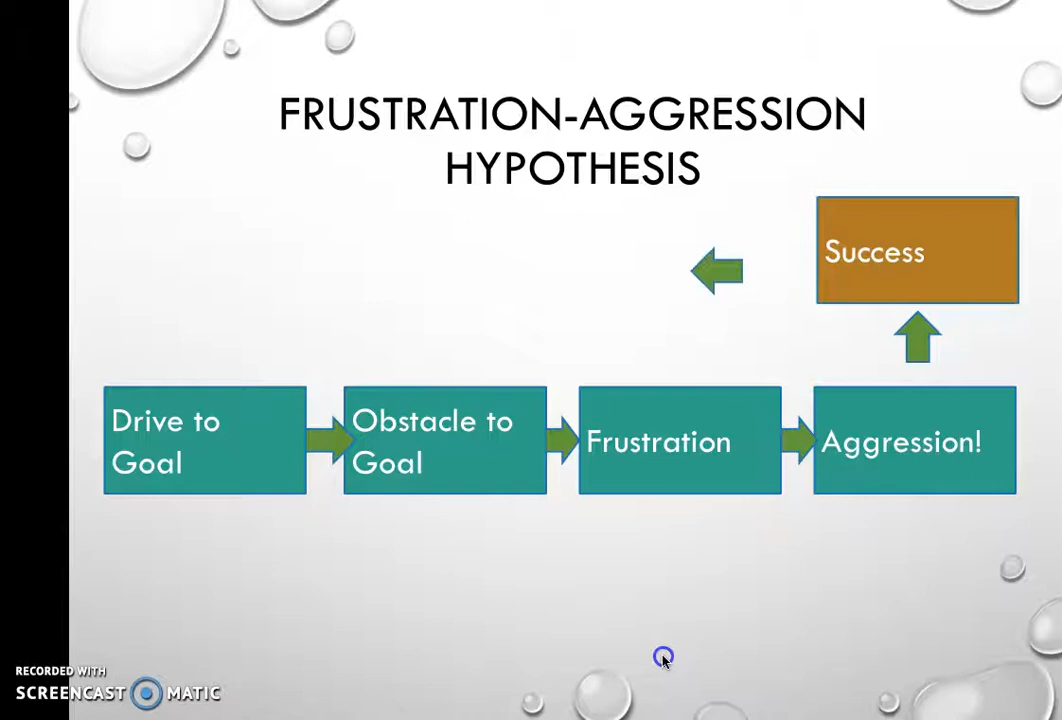 FRUSTRATION-AGGRESSION
HYPOTHESIS
Success
Drive to
Goal
Obstacle to
Goal
Frustration
Aggression!
RECORDED WITH
SCREENCAST MATIC